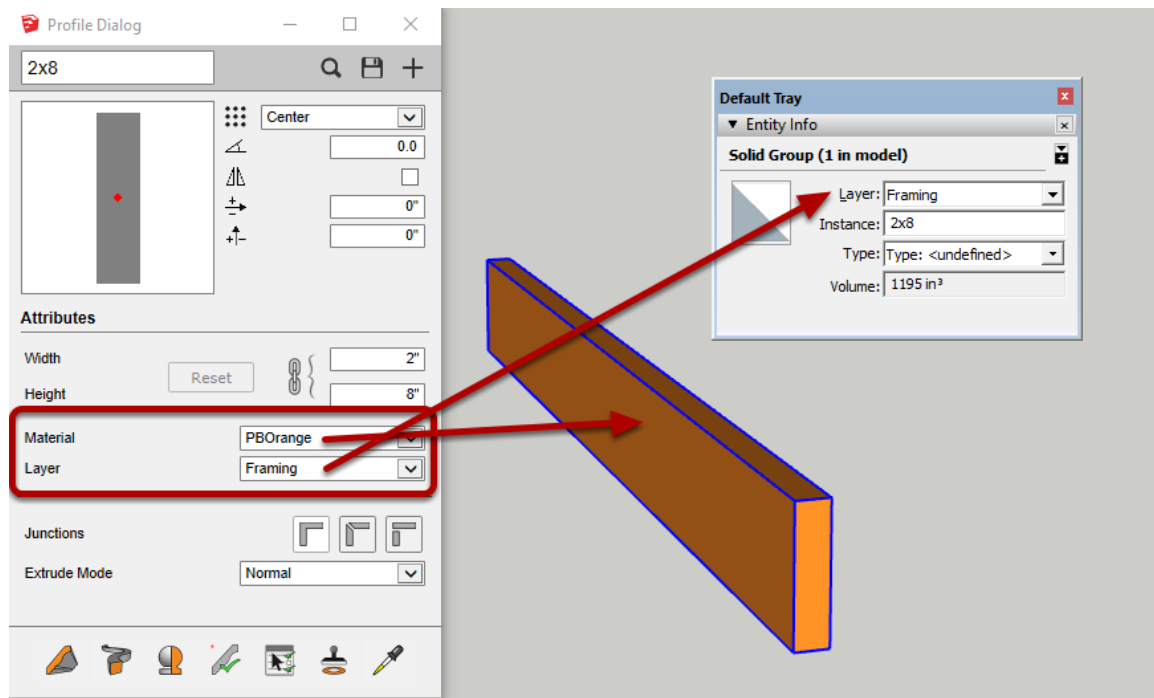 Profile Dialog
2x8
Center
0.0
0"
0"
Attributes
Width 2"
Reset
Height 8"
Material PBOrange
Layer Framing
Junctions
Extrude Mode Normal
Default Tray
Entity Info
Solid Group (1 in model)
Layer: Framing
Instance: 2x8
Type: Type: <undefined>
Volume: 1195 in³